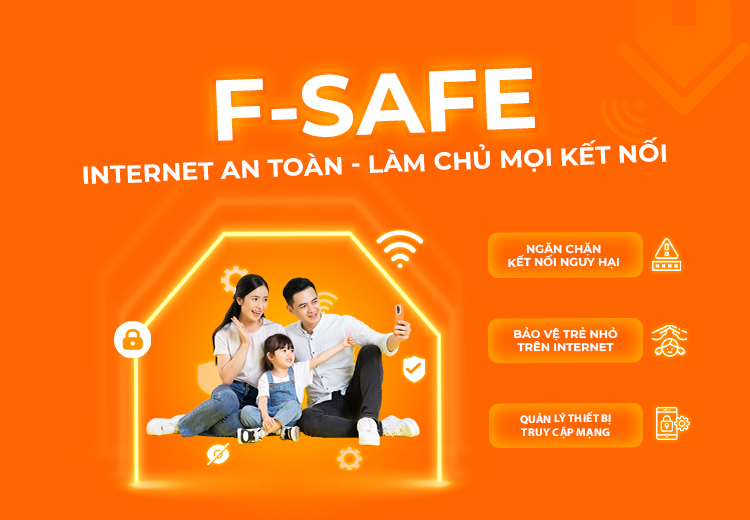 F-SAFE
INTERNET AN TOÀN - LÀM CHỦ MỌI KẾT NỐI
NGĂN CHẶN
KẾT NỐI NGUY HẠI
BẢO VỆ TRẺ NHỎ
TRÊN INTERNET
QUẢN LÝ THIẾT BỊ
TRUY CẬP MẠNG